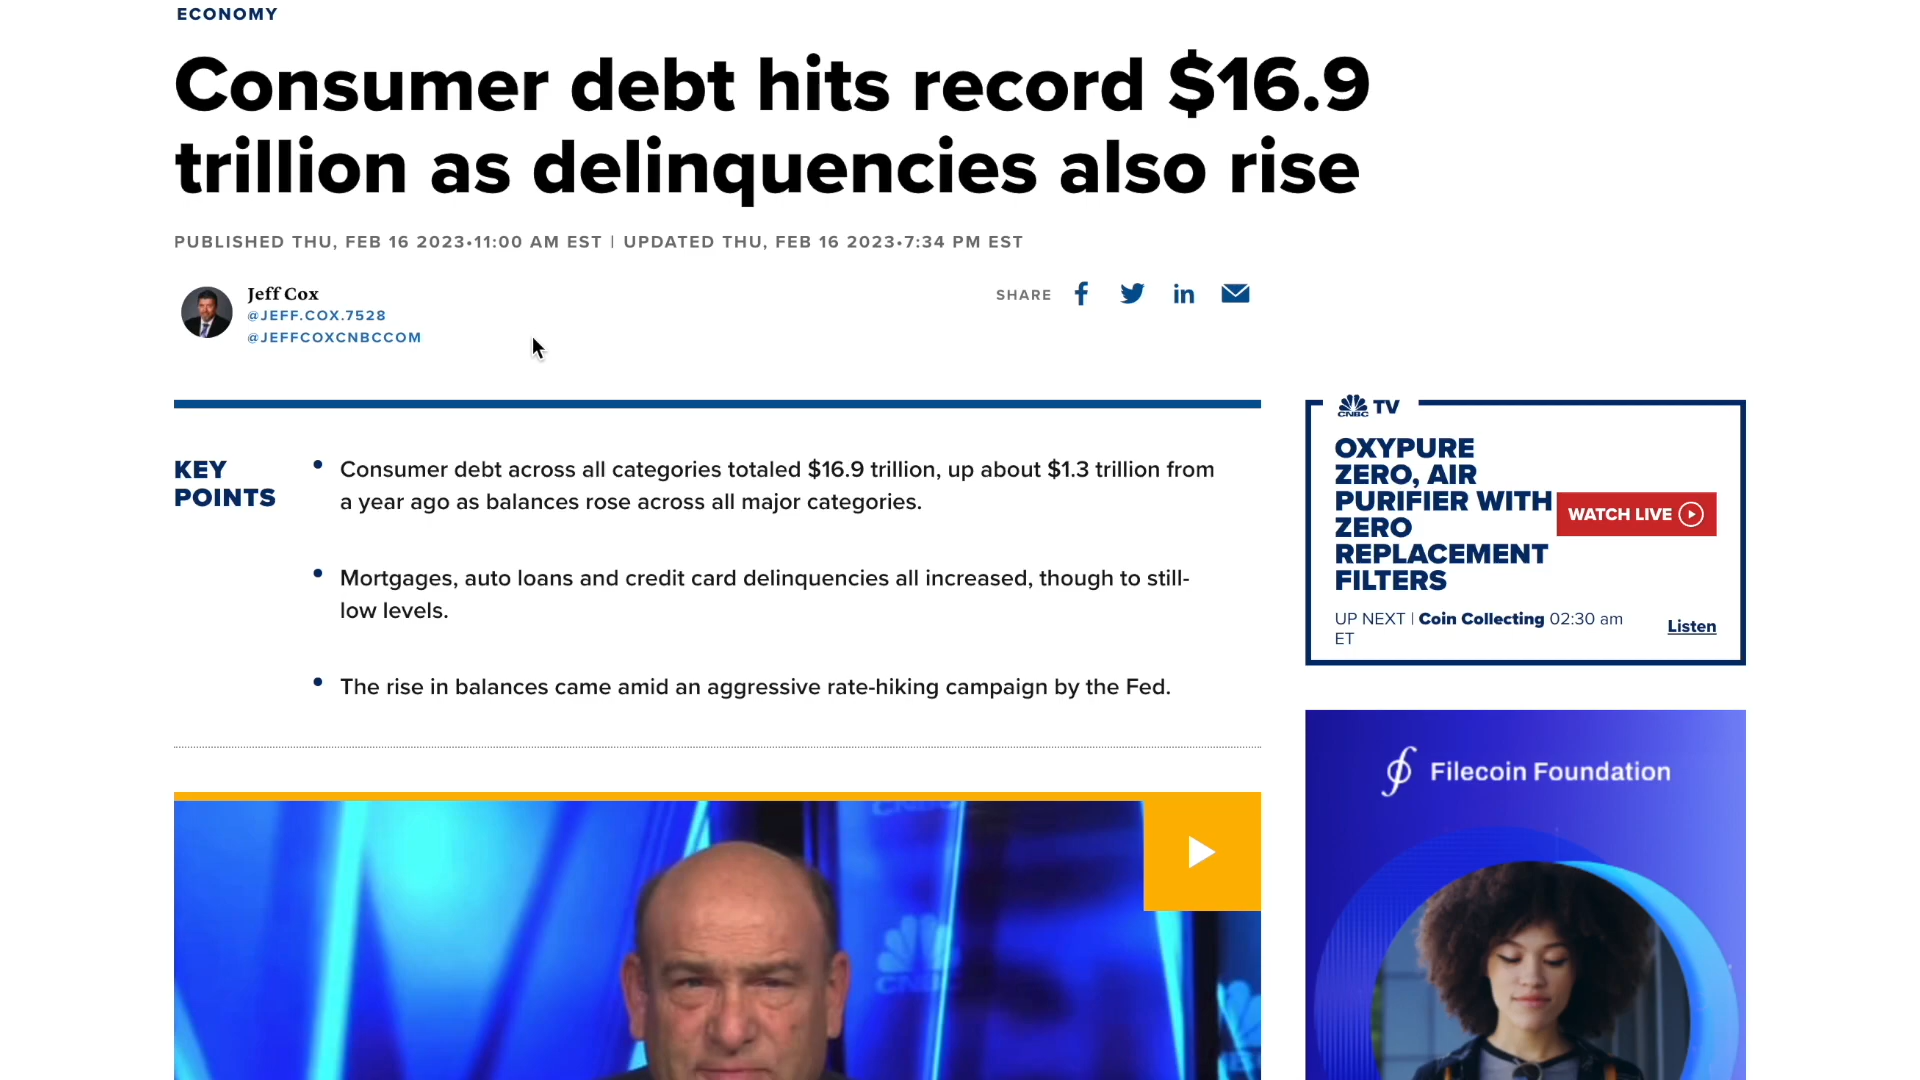 ECONOMY
Consumer debt hits record $16.9
trillion as delinquencies also rise
PUBLISHED THU, FEB 16 2023•11:00 AM EST | UPDATED THU, FEB 16 2023•7:34 PM EST
Jeff Cox
@JEFF.COX.7528
@JEFFCOXCNBCCOM
SHARE
KEY
POINTS
• Consumer debt across all categories totaled $16.9 trillion, up about $1.3 trillion from
a year ago as balances rose across all major categories.
• Mortgages, auto loans and credit card delinquencies all increased, though to still-
low levels.
• The rise in balances came amid an aggressive rate-hiking campaign by the Fed.
CNBC TV
OXYPURE
ZERO, AIR
PURIFIER WITH
ZERO
REPLACEMENT
FILTERS
WATCH LIVE
UP NEXT | Coin Collecting 02:30 am
ET
Listen
Filecoin Foundation
CNBC
CNBC